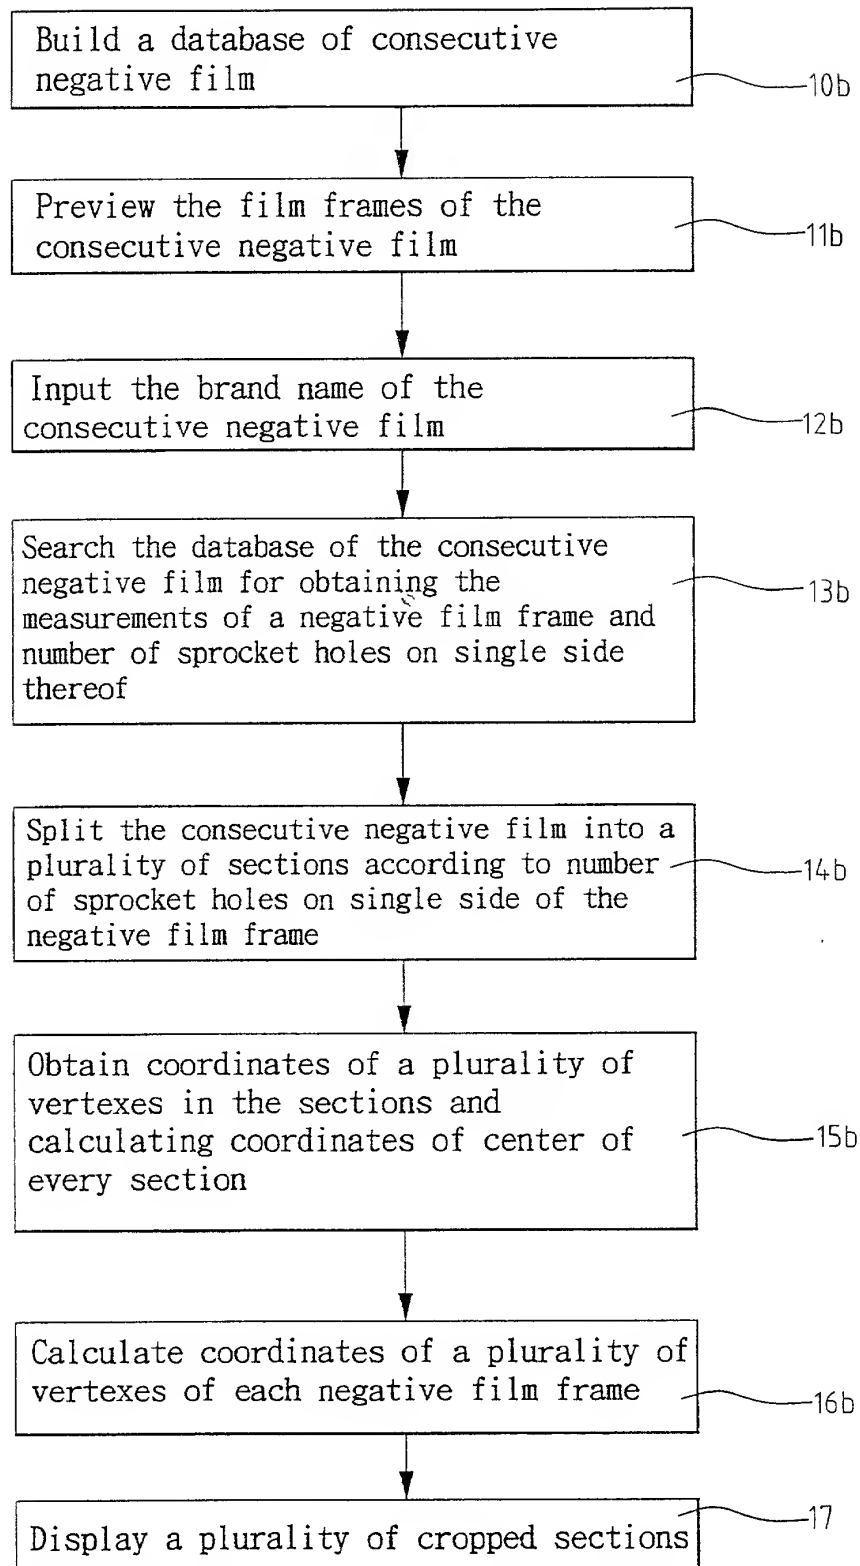 Build a database of consecutive
negative film
10b
Preview the film frames of the
consecutive negative film
11b
Input the brand name of the
consecutive negative film
12b
Search the database of the consecutive
negative film for obtaining the
measurements of a negative film frame and
number of sprocket holes on single side
thereof
13b
Split the consecutive negative film into a
plurality of sections according to number
of sprocket holes on single side of the
negative film frame
14b
Obtain coordinates of a plurality of
vertexes in the sections and
calculating coordinates of center of
every section
15b
Calculate coordinates of a plurality of
vertexes of each negative film frame
16b
Display a plurality of cropped sections
17